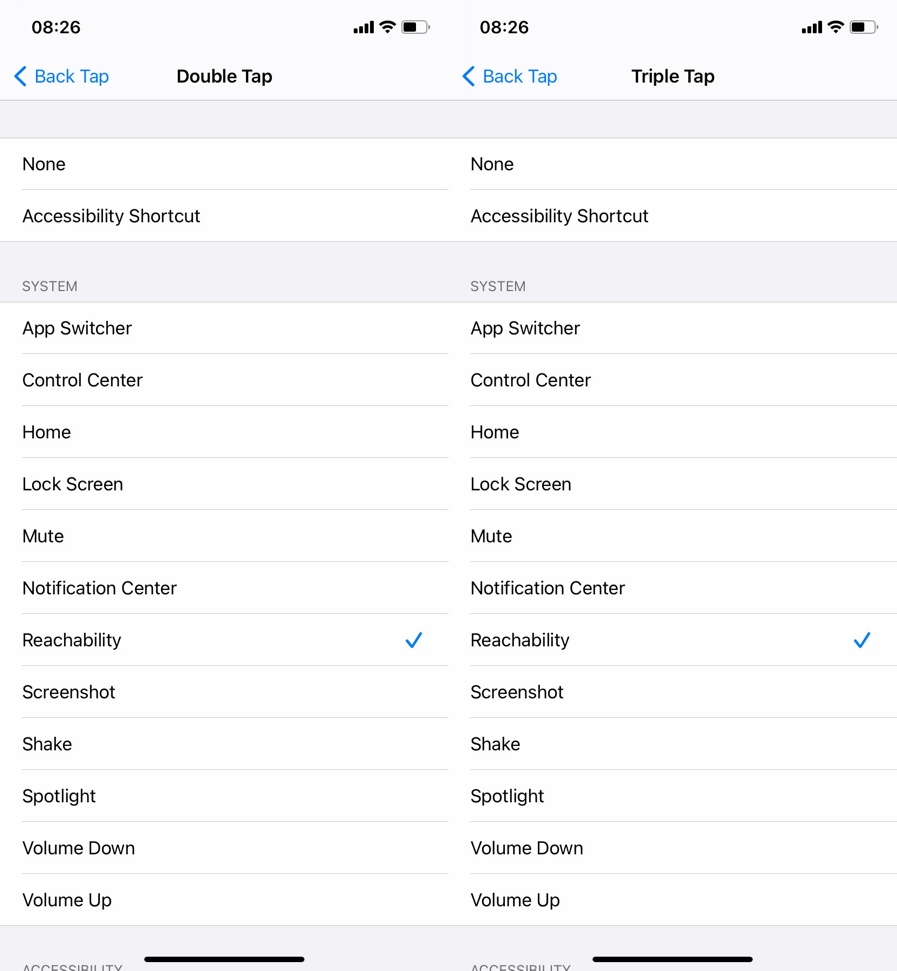 08:26
Back Tap
Double Tap
None
Accessibility Shortcut
SYSTEM
App Switcher
Control Center
Home
Lock Screen
Mute
Notification Center
Reachability
Screenshot
Shake
Spotlight
Volume Down
Volume Up
ACCESSIBILITY
08:26
Back Tap
Triple Tap
None
Accessibility Shortcut
SYSTEM
App Switcher
Control Center
Home
Lock Screen
Mute
Notification Center
Reachability
Screenshot
Shake
Spotlight
Volume Down
Volume Up
ACCESSIBILITY